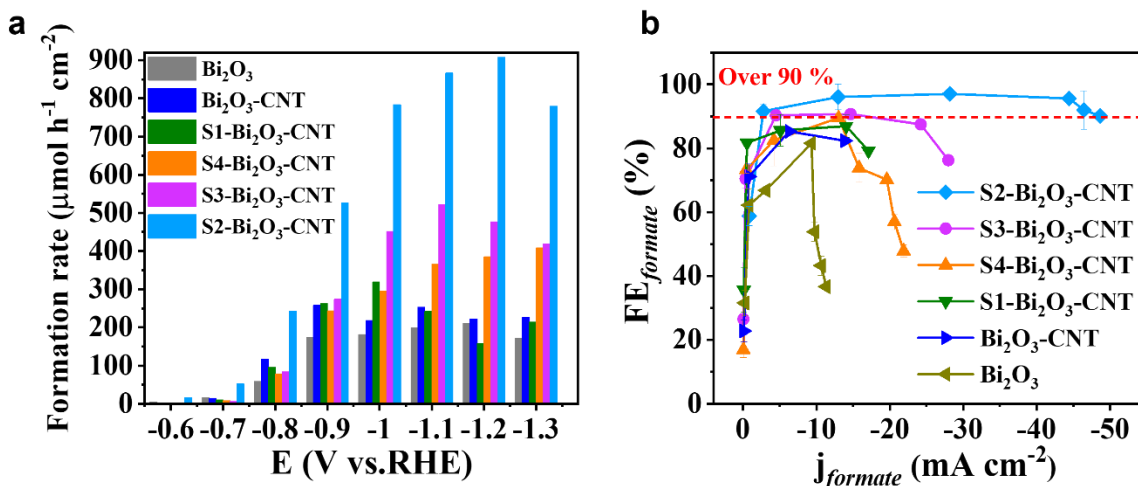 a
Formation rate (μmol h⁻¹ cm⁻²)
900
800
700
600
500
400
300
200
100
0
Bi₂O₃
Bi₂O₃-CNT
S1-Bi₂O₃-CNT
S4-Bi₂O₃-CNT
S3-Bi₂O₃-CNT
S2-Bi₂O₃-CNT
-0.6 -0.7 -0.8 -0.9 -1 -1.1 -1.2 -1.3
E (V vs.RHE)
b
FE_formate (%)
100
80
60
40
20
0
Over 90 %
S2-Bi₂O₃-CNT
S3-Bi₂O₃-CNT
S4-Bi₂O₃-CNT
S1-Bi₂O₃-CNT
Bi₂O₃-CNT
Bi₂O₃
0 -10 -20 -30 -40 -50
j_formate (mA cm⁻²)